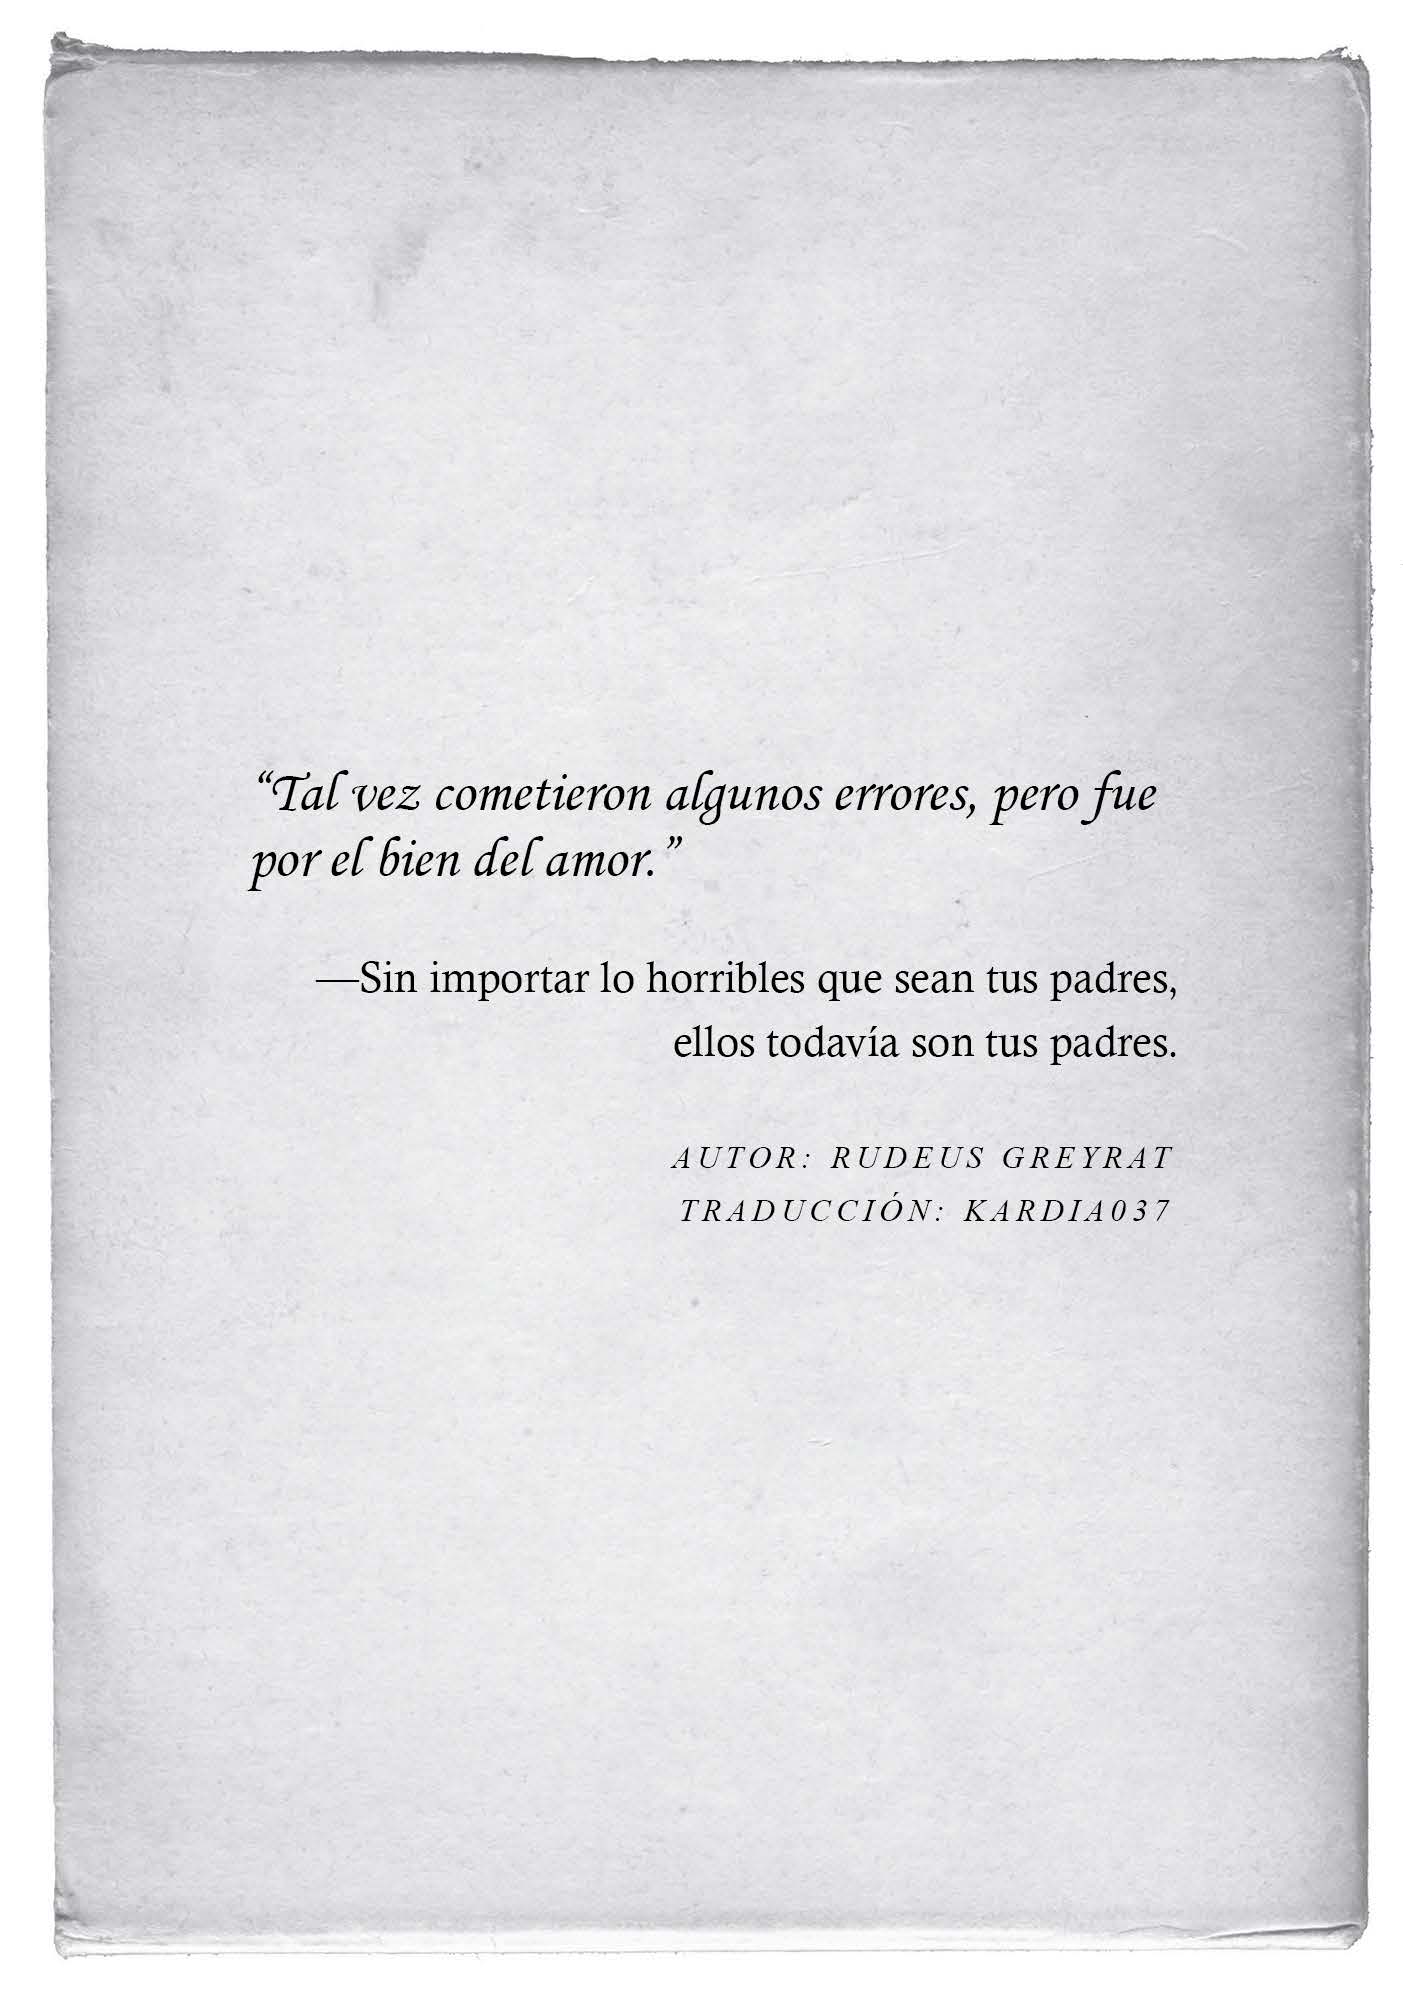 “Tal vez cometieron algunos errores, pero fue
por el bien del amor.”
—Sin importar lo horribles que sean tus padres,
ellos todavía son tus padres.
AUTOR: RUDEUS GREYRAT
TRADUCCIÓN: KARDIA037